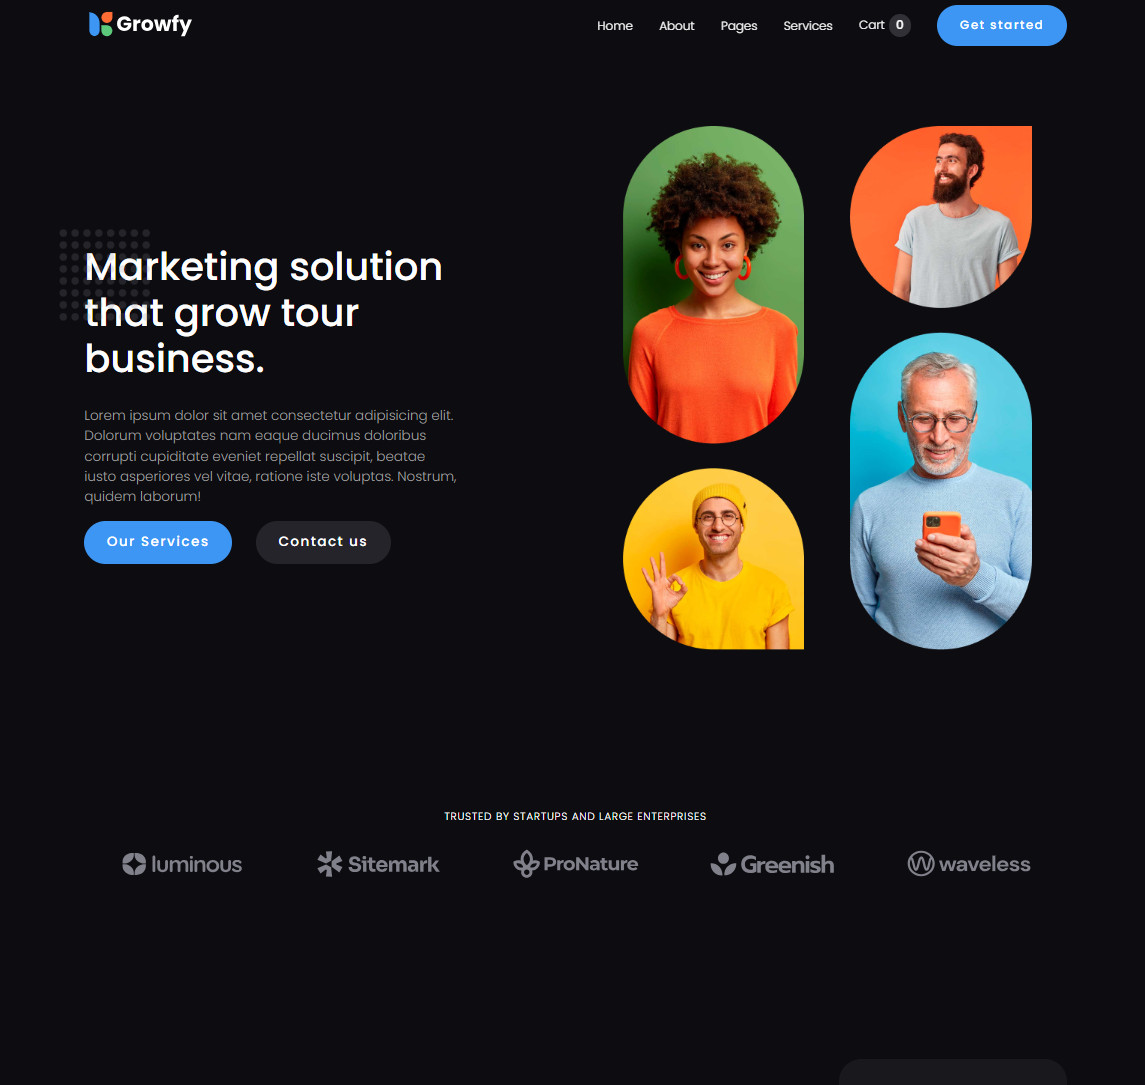 Growfy
Home About Pages Services Cart 0 Get started
Marketing solution
that grow tour
business.
Lorem ipsum dolor sit amet consectetur adipisicing elit.
Dolorum voluptates nam eaque ducimus doloribus
corrupti cupiditate eveniet repellat suscipit, beatae
iusto asperiores vel vitae, ratione iste voluptas. Nostrum,
quidem laborum!
Our Services Contact us
TRUSTED BY STARTUPS AND LARGE ENTERPRISES
luminous Sitemark ProNature Greenish waveless